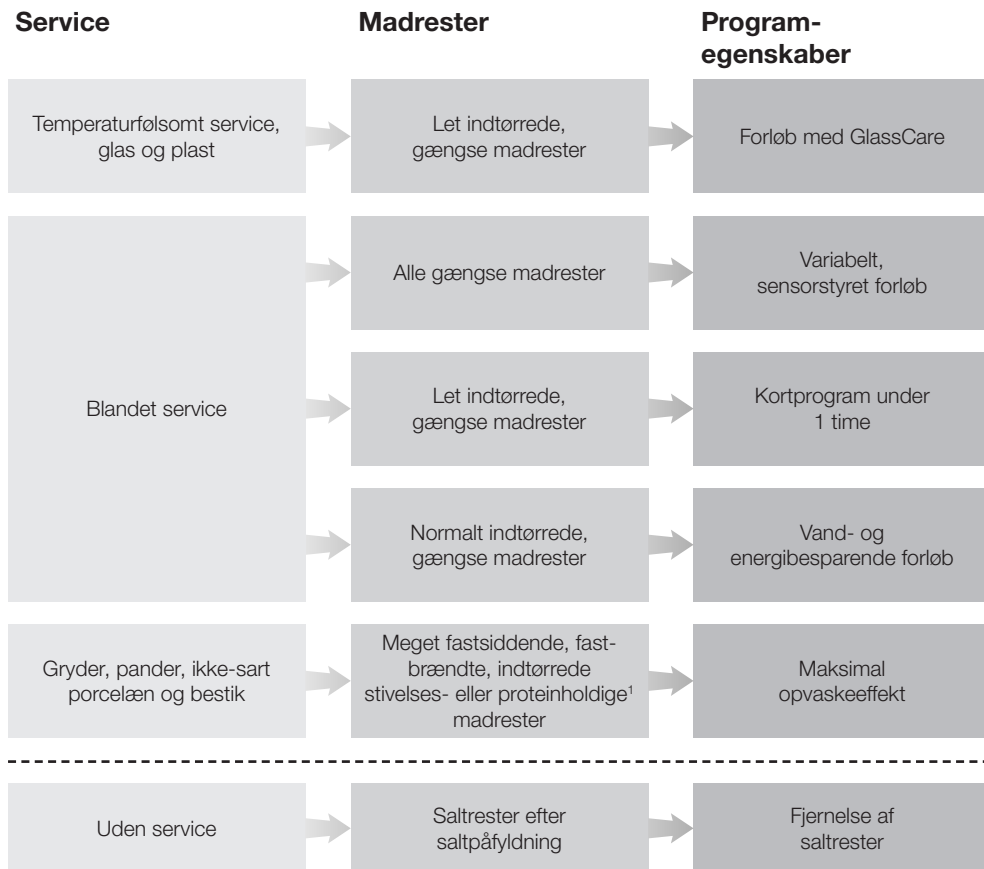 Service
Madrester
Program-
egenskaber
Temperaturfølsomt service,
glas og plast
Let indtørrede,
gængse madrester
Forløb med GlassCare
Blandet service
Alle gængse madrester
Variabelt,
sensorstyret forløb
Let indtørrede,
gængse madrester
Kortprogram under
1 time
Normalt indtørrede,
gængse madrester
Vand- og
energibesparende forløb
Gryder, pander, ikke-sart
porcelæn og bestik
Meget fastsiddende, fast-
brændte, indtørrede
stivelses- eller proteinholdige¹
madrester
Maksimal
opvaskeeffekt
Uden service
Saltrester efter
saltpåfyldning
Fjernelse af
saltrester